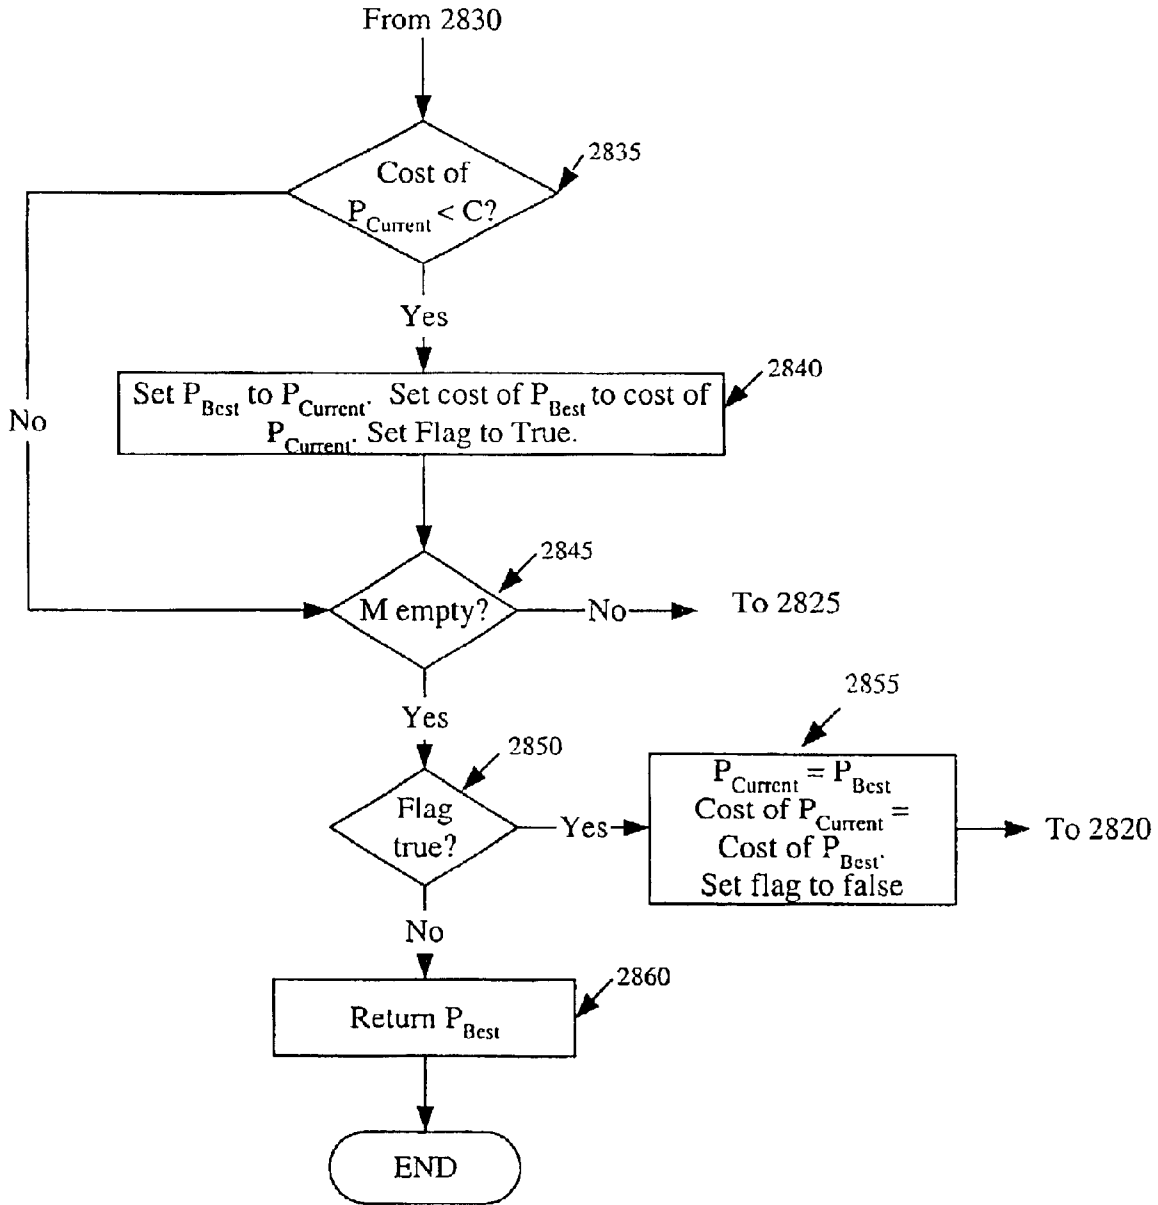 From 2830
2835
Cost of
P_Current < C?
Yes
No
2840
Set P_Best to P_Current. Set cost of P_Best to cost of
P_Current. Set Flag to True.
2845
M empty?
No
To 2825
Yes
2850
2855
Flag
true?
Yes
P_Current = P_Best
Cost of P_Current =
Cost of P_Best.
Set flag to false
To 2820
No
2860
Return P_Best
END